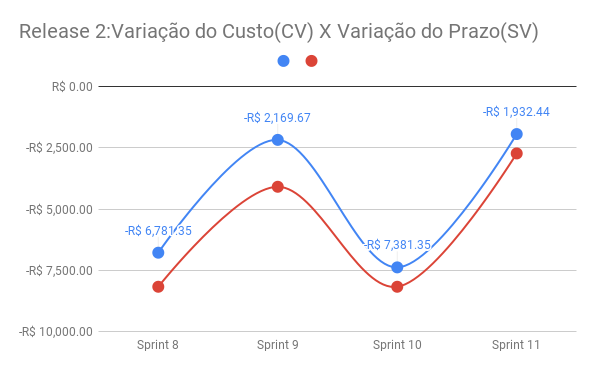 Release 2:Variação do Custo(CV) X Variação do Prazo(SV)
R$ 0.00
-R$ 2,500.00
-R$ 5,000.00
-R$ 7,500.00
-R$ 10,000.00
-R$ 6,781.35
-R$ 2,169.67
-R$ 7,381.35
-R$ 1,932.44
Sprint 8
Sprint 9
Sprint 10
Sprint 11